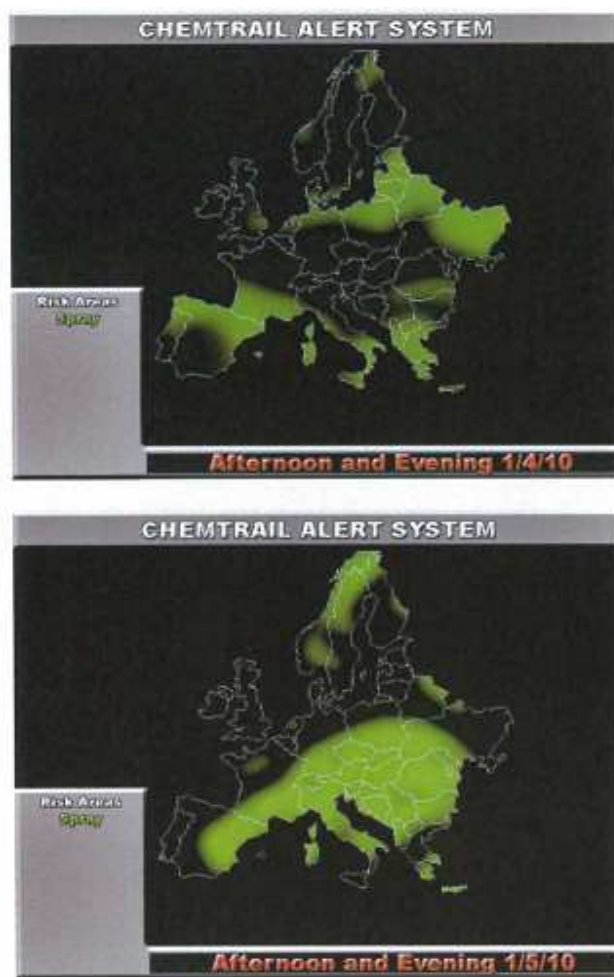 CHEMTRAIL ALERT SYSTEM
Risk Areas
Spray
Afternoon and Evening 1/4/10
CHEMTRAIL ALERT SYSTEM
Risk Areas
Spray
Afternoon and Evening 1/5/10